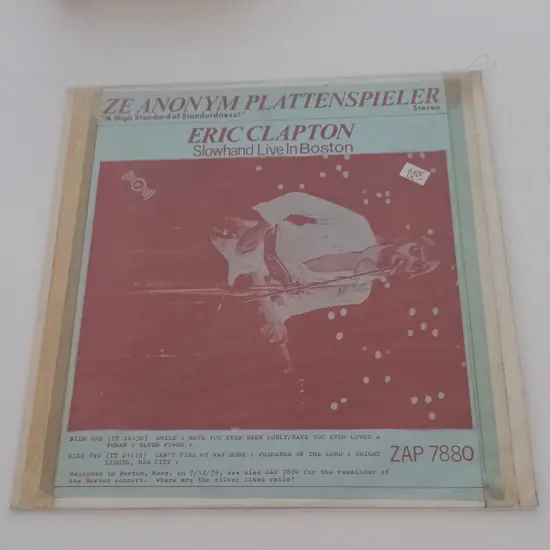 ZE ANONYM PLATTENSPIELER
"A High Standard of Standardness!" Stereo
ERIC CLAPTON
Slowhand Live In Boston
SIDE ONE (TT 24:30) SMILE : HAVE YOU EVER BEEN LONELY/HAVE YOU EVER LOVED A
WOMAN : BLUES POWER :
SIDE TWO (TT 21:15) CAN'T FIND MY WAY HOME : PRESENCE OF THE LORD : BRIGHT
LIGHTS, BIG CITY :
ZAP 7880
Recorded in Boston, Mass. on 7/12/74, see also ZAP 7879 for the remainder of
the Boston concert. Where are the silver lined rails?